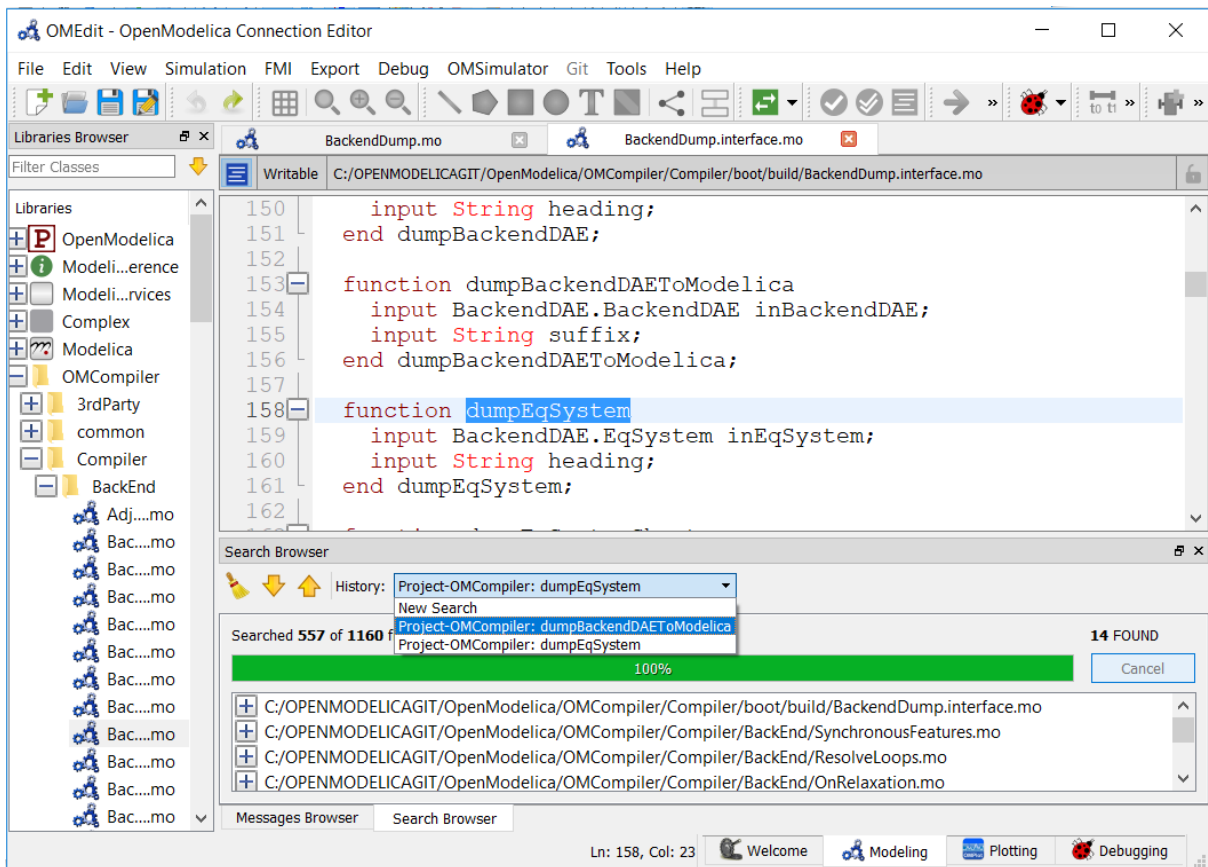 OMEdit - OpenModelica Connection Editor
File Edit View Simulation FMI Export Debug OMSimulator Git Tools Help
T » to t1 » »
Libraries Browser
BackendDump.mo BackendDump.interface.mo
Filter Classes
Writable C:/OPENMODELICAGIT/OpenModelica/OMCompiler/Compiler/boot/build/BackendDump.interface.mo
Libraries
P OpenModelica
i Modeli...erence
Modeli...rvices
Complex
m Modelica
OMCompiler
3rdParty
common
Compiler
BackEnd
Adj....mo
Bac....mo
Bac....mo
Bac....mo
Bac....mo
Bac....mo
Bac....mo
Bac....mo
Bac....mo
Bac....mo
Bac....mo
Bac....mo
150 input String heading;
151 end dumpBackendDAE;
152
153 function dumpBackendDAEToModelica
154 input BackendDAE.BackendDAE inBackendDAE;
155 input String suffix;
156 end dumpBackendDAEToModelica;
157
158 function dumpEqSystem
159 input BackendDAE.EqSystem inEqSystem;
160 input String heading;
161 end dumpEqSystem;
162
Search Browser
History: Project-OMCompiler: dumpEqSystem
New Search
Project-OMCompiler: dumpBackendDAEToModelica
Project-OMCompiler: dumpEqSystem
Searched 557 of 1160 f
14 FOUND
100%
Cancel
C:/OPENMODELICAGIT/OpenModelica/OMCompiler/Compiler/boot/build/BackendDump.interface.mo
C:/OPENMODELICAGIT/OpenModelica/OMCompiler/Compiler/BackEnd/SynchronousFeatures.mo
C:/OPENMODELICAGIT/OpenModelica/OMCompiler/Compiler/BackEnd/ResolveLoops.mo
C:/OPENMODELICAGIT/OpenModelica/OMCompiler/Compiler/BackEnd/OnRelaxation.mo
Messages Browser Search Browser
Ln: 158, Col: 23 Welcome Modeling Plotting Debugging